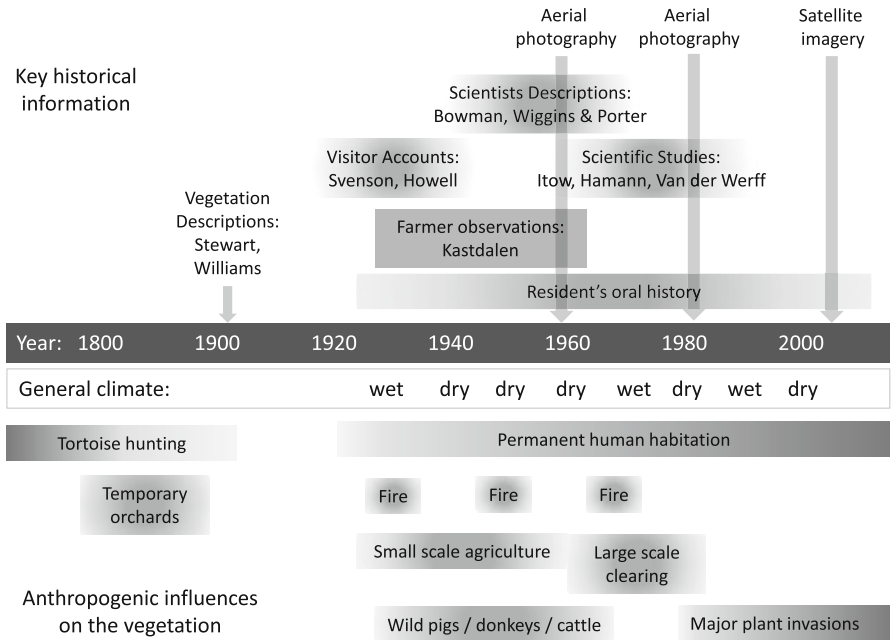 Aerial
photography
Aerial
photography
Satellite
imagery
Key historical
information
Scientists Descriptions:
Bowman, Wiggins & Porter
Visitor Accounts:
Svenson, Howell
Scientific Studies:
Itow, Hamann, Van der Werff
Vegetation
Descriptions:
Stewart,
Williams
Farmer observations:
Kastdalen
Resident's oral history
Year: 1800 1900 1920 1940 1960 1980 2000
General climate: wet dry dry dry wet dry wet dry
Tortoise hunting
Permanent human habitation
Temporary
orchards
Fire Fire Fire
Small scale agriculture
Large scale
clearing
Anthropogenic influences
on the vegetation
Wild pigs / donkeys / cattle
Major plant invasions